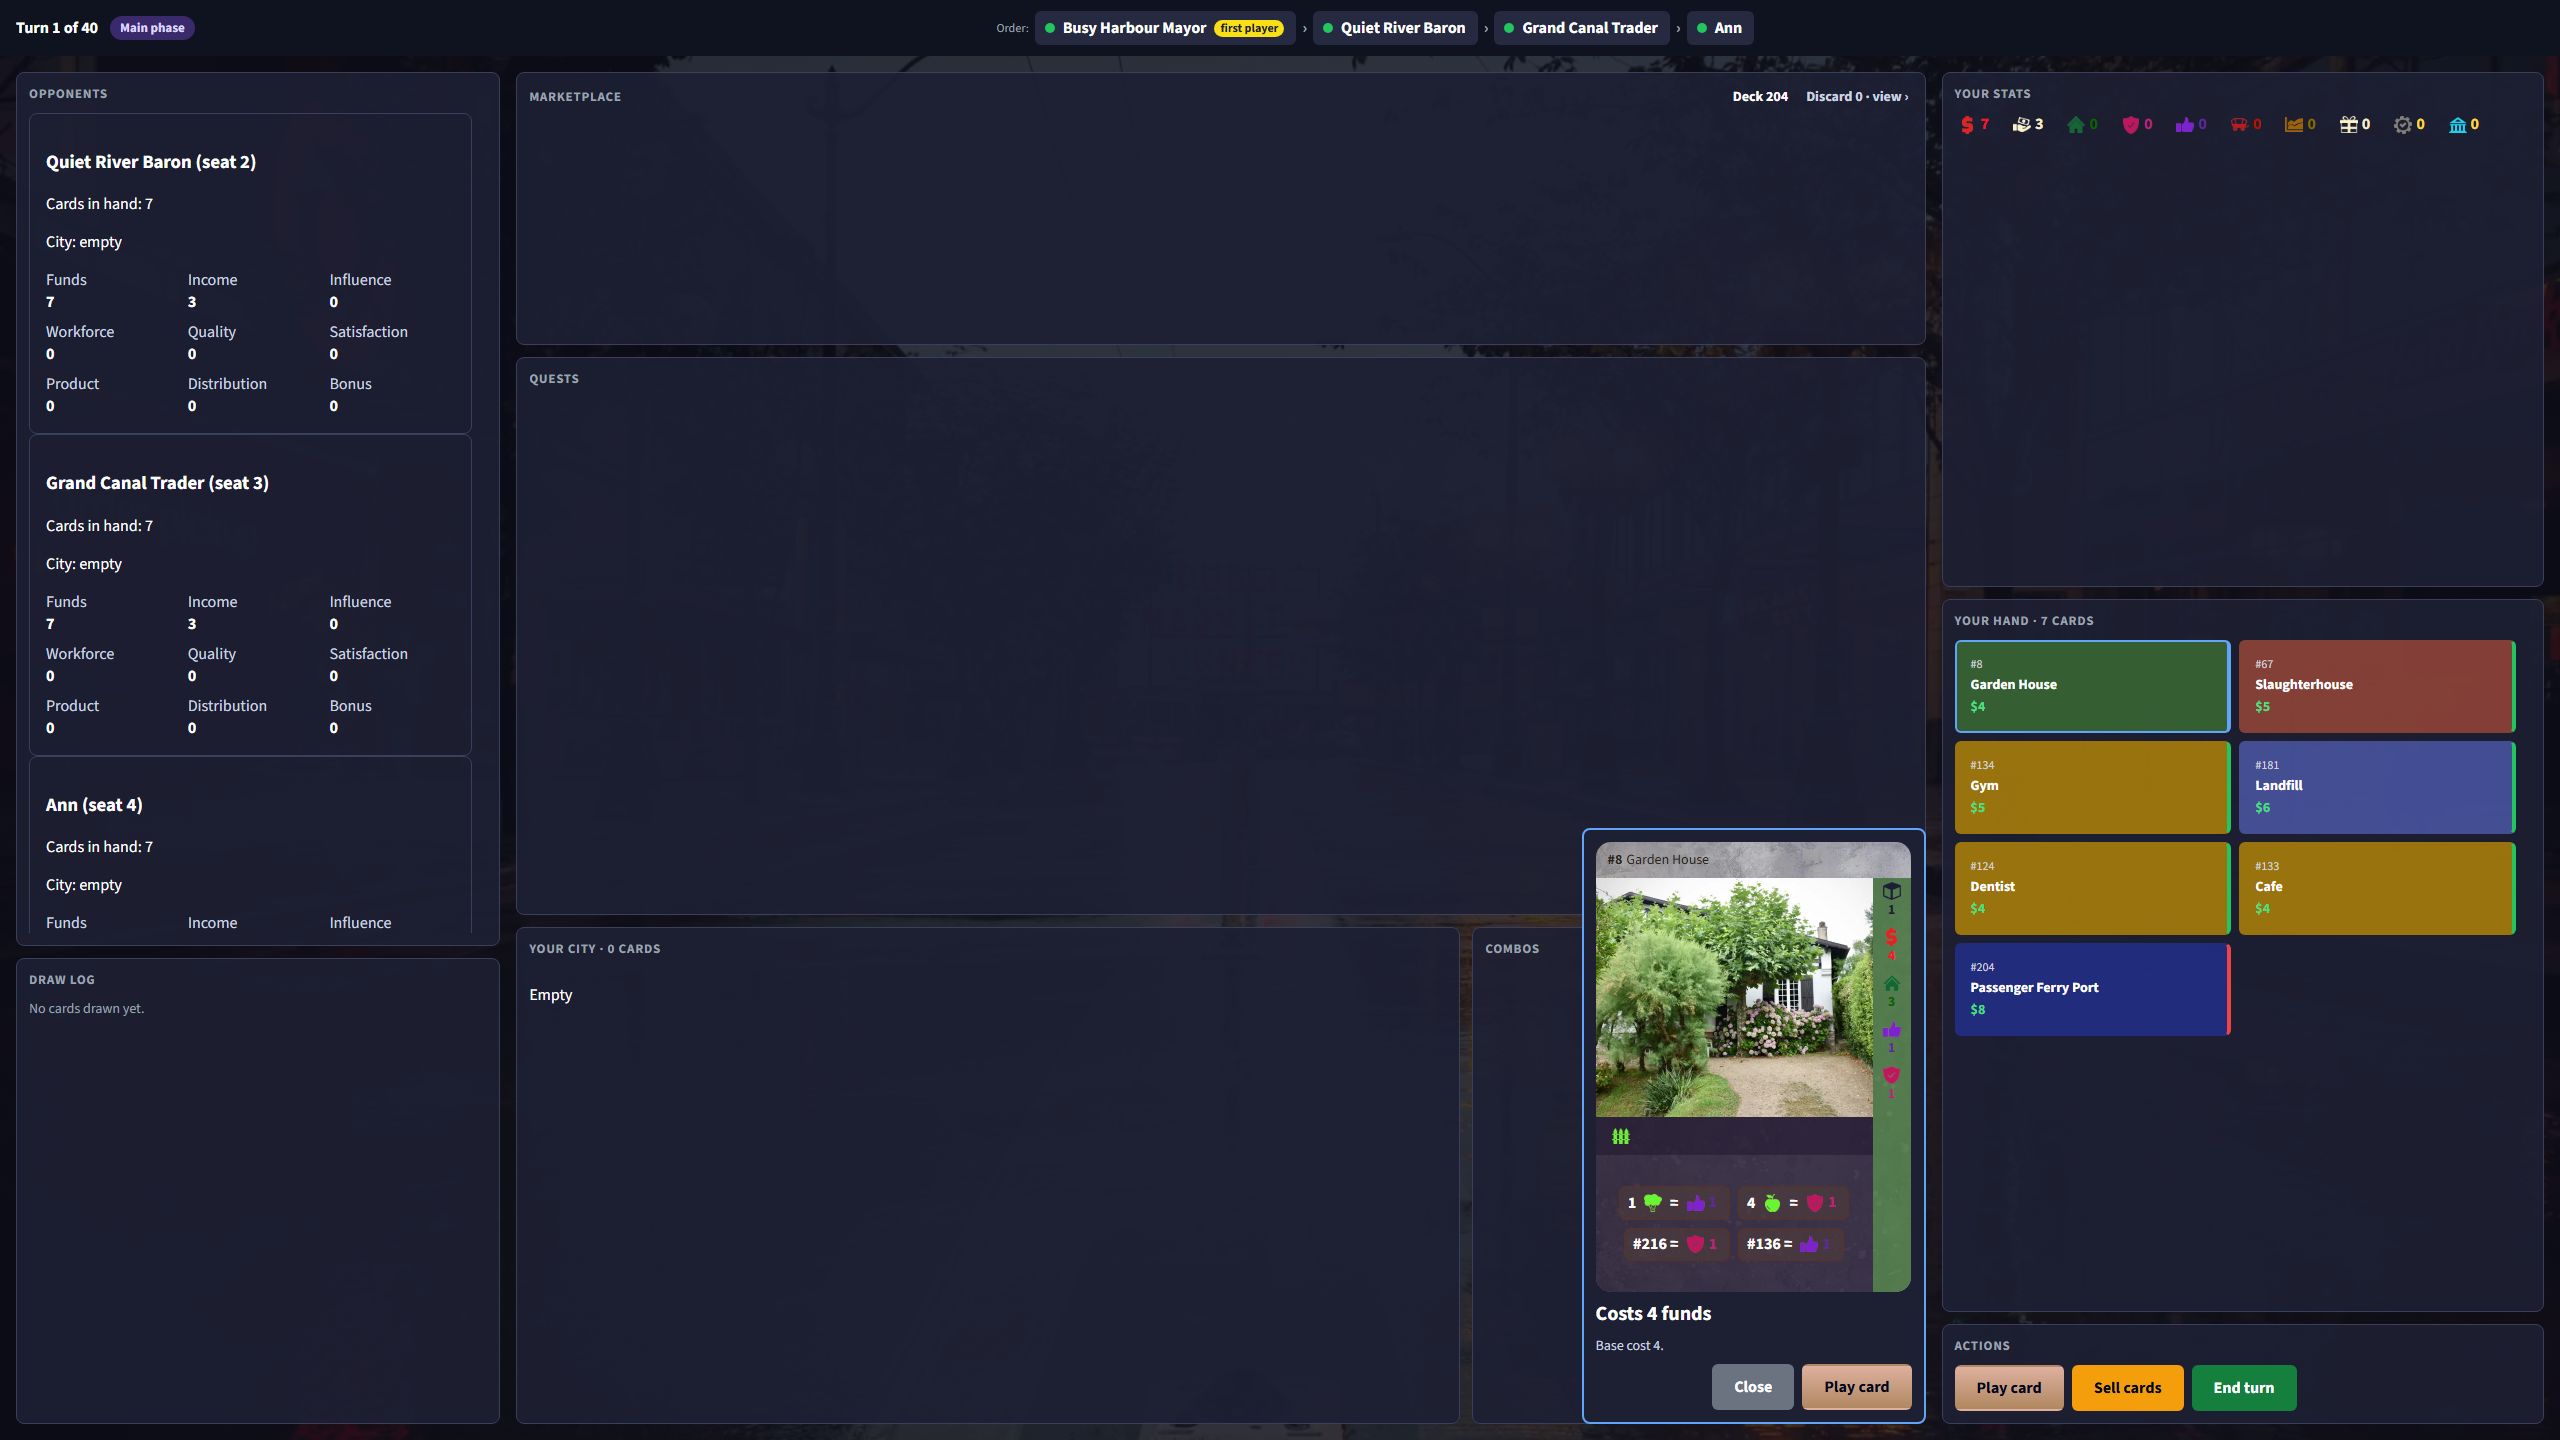 Turn 1 of 40 Main phase
Order: Busy Harbour Mayor first player › Quiet River Baron › Grand Canal Trader › Ann
OPPONENTS
Quiet River Baron (seat 2)
Cards in hand: 7
City: empty
Funds Income Influence
7 3 0
Workforce Quality Satisfaction
0 0 0
Product Distribution Bonus
0 0 0
Grand Canal Trader (seat 3)
Cards in hand: 7
City: empty
Funds Income Influence
7 3 0
Workforce Quality Satisfaction
0 0 0
Product Distribution Bonus
0 0 0
Ann (seat 4)
Cards in hand: 7
City: empty
Funds Income Influence
DRAW LOG
No cards drawn yet.
MARKETPLACE
Deck 204 Discard 0 · view ›
QUESTS
YOUR CITY · 0 CARDS
Empty
COMBOS
#8 Garden House
1
4
3
1
1
1 = 1 4 = 1
#216 = 1 #136 = 1
Costs 4 funds
Base cost 4.
Close Play card
YOUR STATS
7 3 0 0 0 0 0 0 0 0
YOUR HAND · 7 CARDS
#8
Garden House
$4
#67
Slaughterhouse
$5
#134
Gym
$5
#181
Landfill
$6
#124
Dentist
$4
#133
Cafe
$4
#204
Passenger Ferry Port
$8
ACTIONS
Play card Sell cards End turn